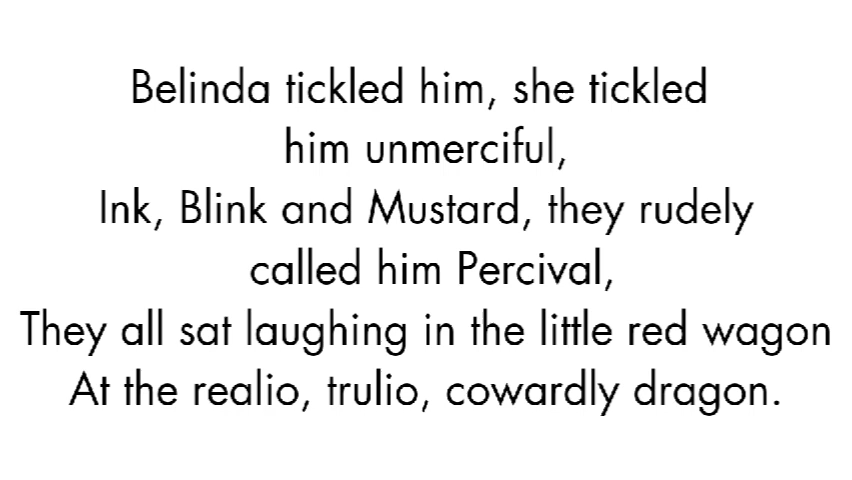 Belinda tickled him, she tickled
him unmerciful,
Ink, Blink and Mustard, they rudely
called him Percival,
They all sat laughing in the little red wagon
At the realio, trulio, cowardly dragon.